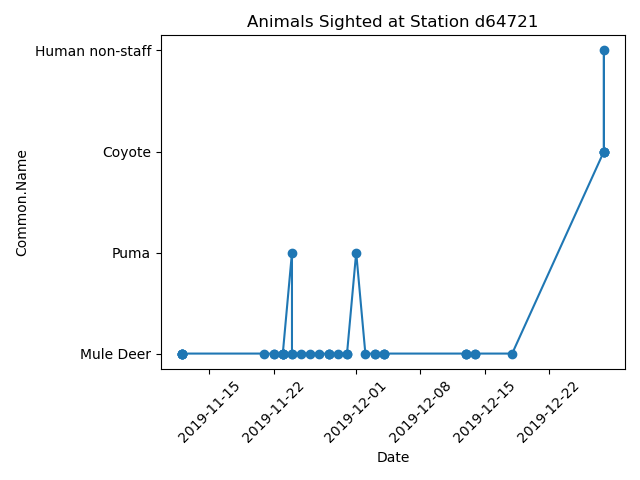 Animals Sighted at Station d64721
Human non-staff
Coyote
Puma
Mule Deer
Common.Name
2019-11-15
2019-11-22
2019-12-01
2019-12-08
2019-12-15
2019-12-22
Date